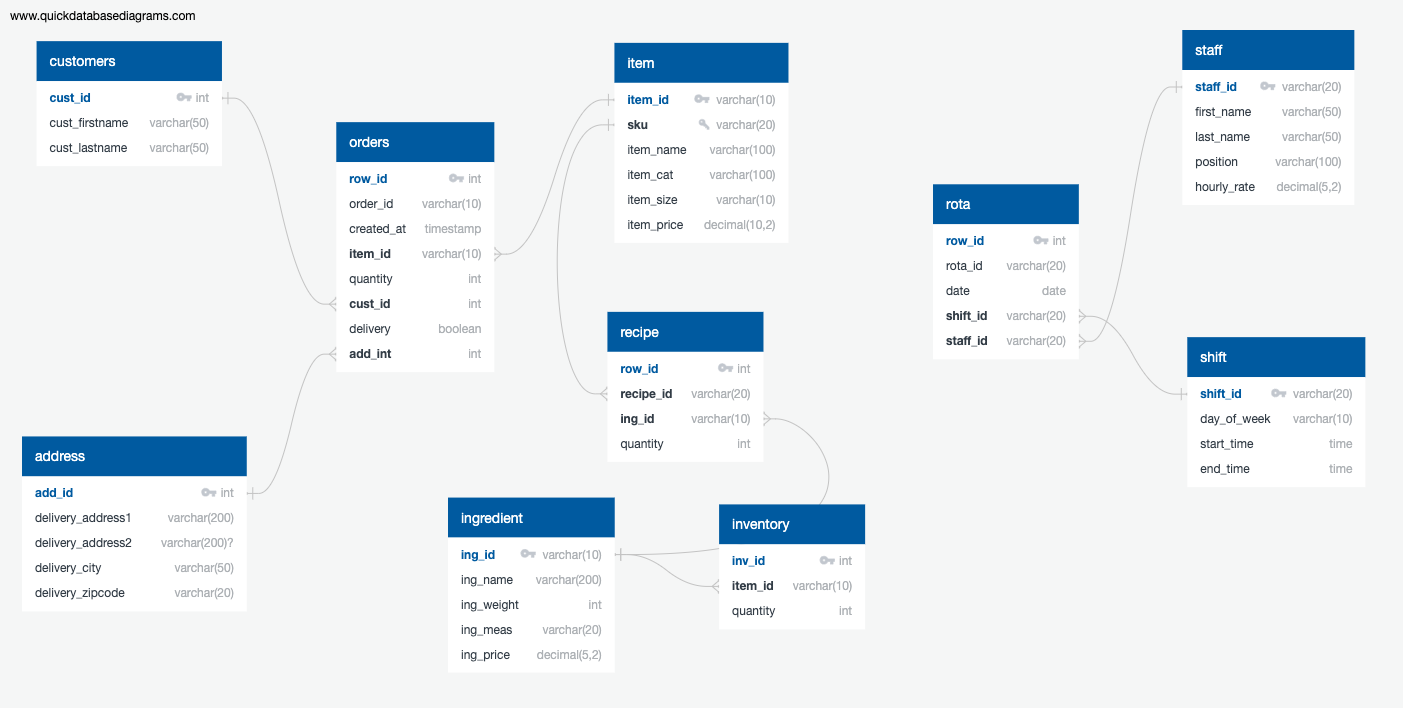 www.quickdatabasediagrams.com
customers
cust_id int
cust_firstname varchar(50)
cust_lastname varchar(50)
orders
row_id int
order_id varchar(10)
created_at timestamp
item_id varchar(10)
quantity int
cust_id int
delivery boolean
add_int int
address
add_id int
delivery_address1 varchar(200)
delivery_address2 varchar(200)?
delivery_city varchar(50)
delivery_zipcode varchar(20)
item
item_id varchar(10)
sku varchar(20)
item_name varchar(100)
item_cat varchar(100)
item_size varchar(10)
item_price decimal(10,2)
recipe
row_id int
recipe_id varchar(20)
ing_id varchar(10)
quantity int
ingredient
ing_id varchar(10)
ing_name varchar(200)
ing_weight int
ing_meas varchar(20)
ing_price decimal(5,2)
inventory
inv_id int
item_id varchar(10)
quantity int
rota
row_id int
rota_id varchar(20)
date date
shift_id varchar(20)
staff_id varchar(20)
staff
staff_id varchar(20)
first_name varchar(50)
last_name varchar(50)
position varchar(100)
hourly_rate decimal(5,2)
shift
shift_id varchar(20)
day_of_week varchar(10)
start_time time
end_time time